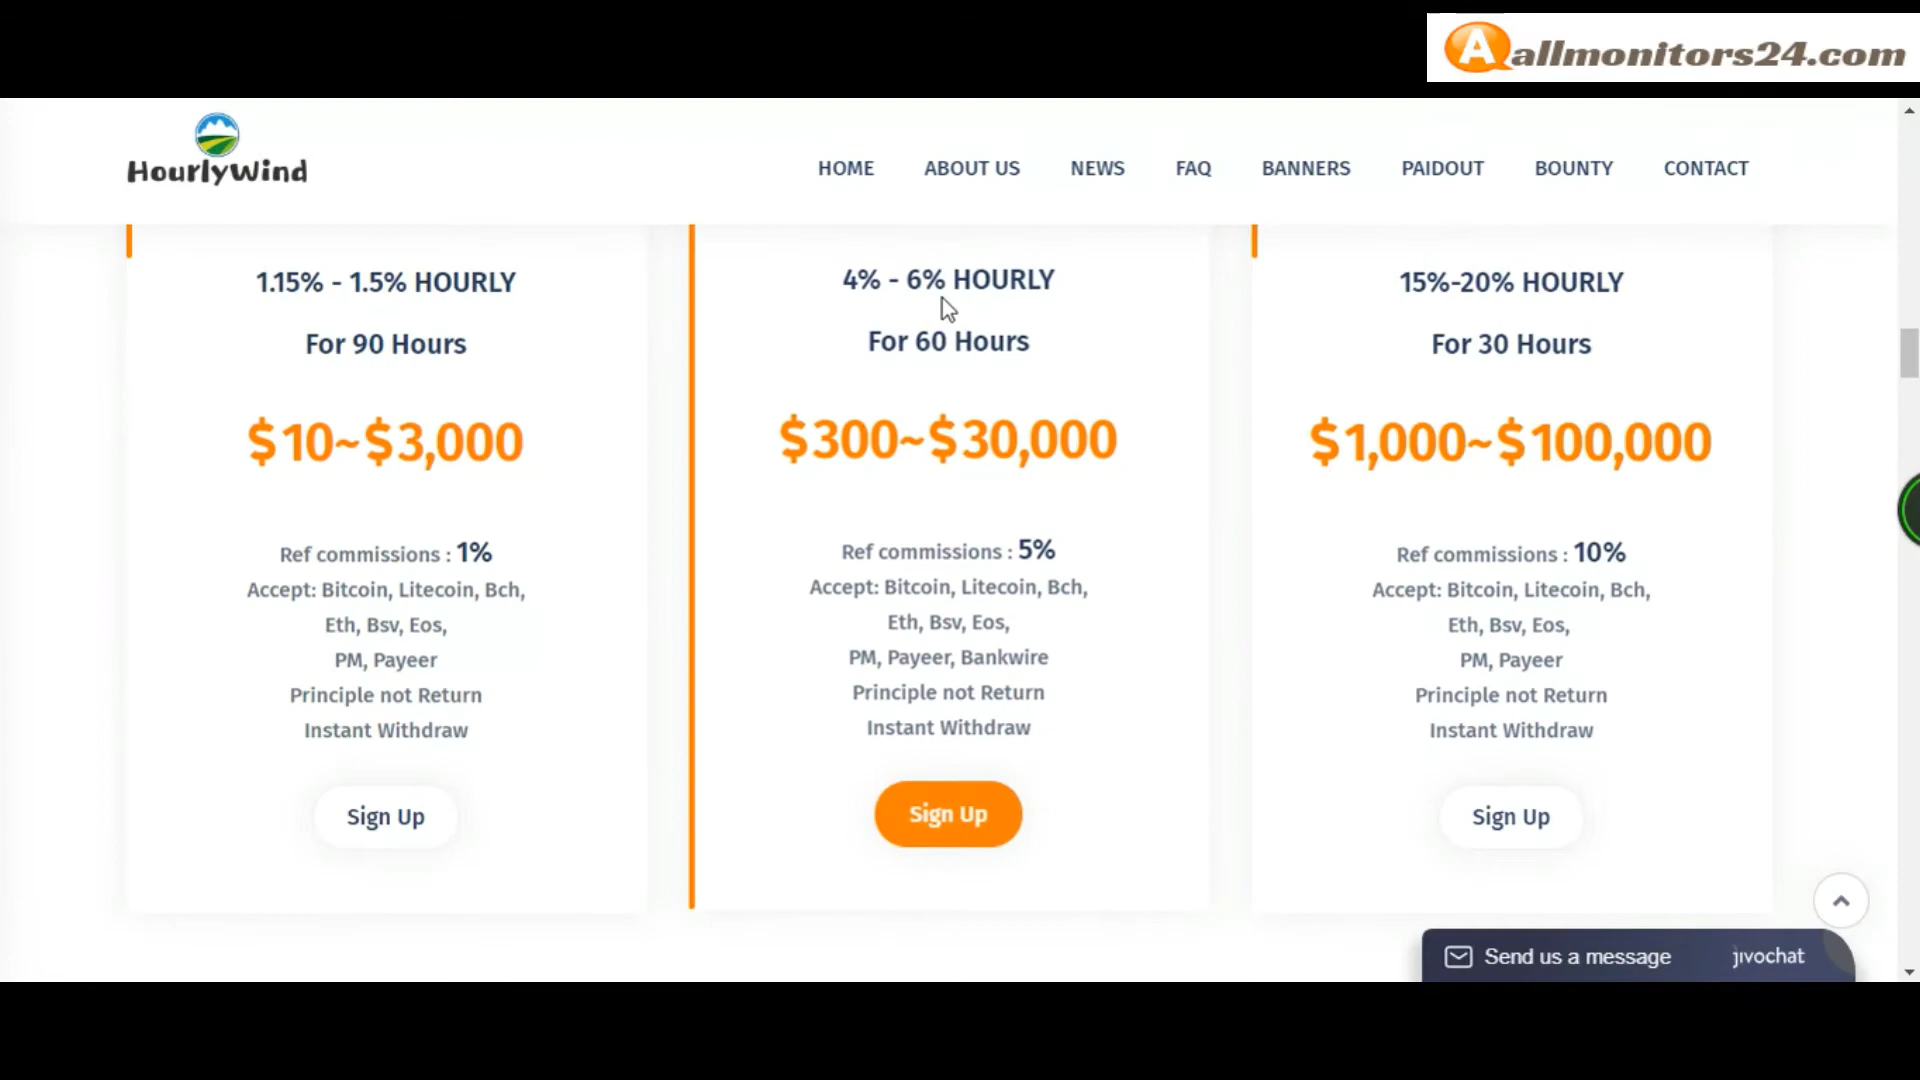 A allmonitors24.com
HourlyWind
HOME ABOUT US NEWS FAQ BANNERS PAIDOUT BOUNTY CONTACT
1.15% - 1.5% HOURLY
For 90 Hours
$10~$3,000
Ref commissions : 1%
Accept: Bitcoin, Litecoin, Bch,
Eth, Bsv, Eos,
PM, Payeer
Principle not Return
Instant Withdraw
Sign Up
4% - 6% HOURLY
For 60 Hours
$300~$30,000
Ref commissions : 5%
Accept: Bitcoin, Litecoin, Bch,
Eth, Bsv, Eos,
PM, Payeer, Bankwire
Principle not Return
Instant Withdraw
Sign Up
15%-20% HOURLY
For 30 Hours
$1,000~$100,000
Ref commissions : 10%
Accept: Bitcoin, Litecoin, Bch,
Eth, Bsv, Eos,
PM, Payeer
Principle not Return
Instant Withdraw
Sign Up
Send us a message jivochat